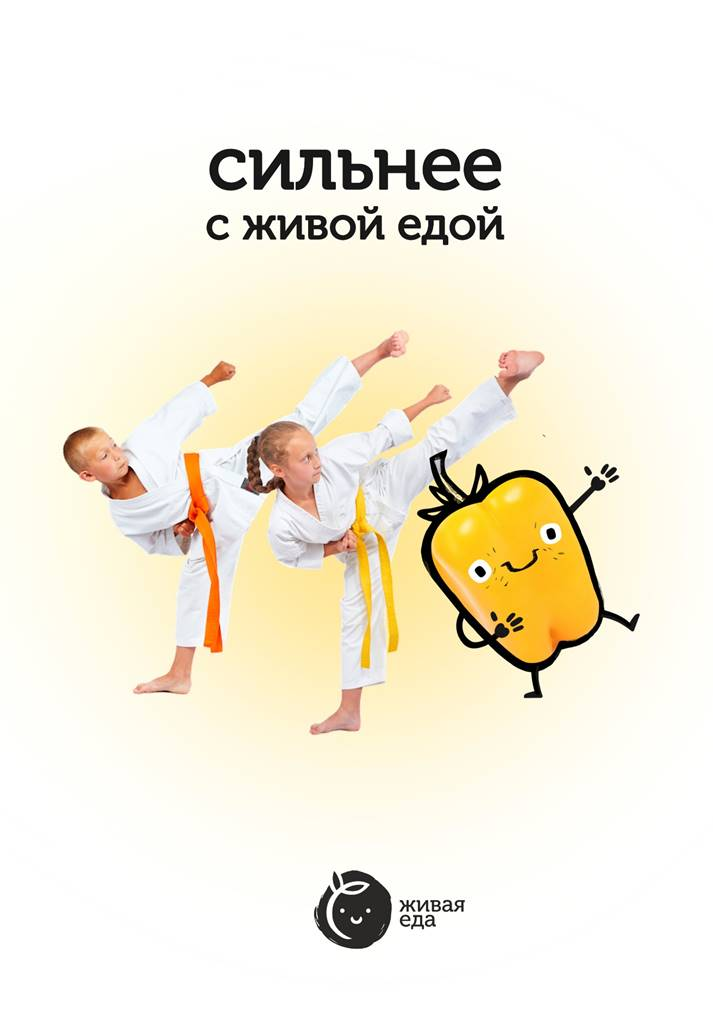 сильнее
с живой едой
живая
еда